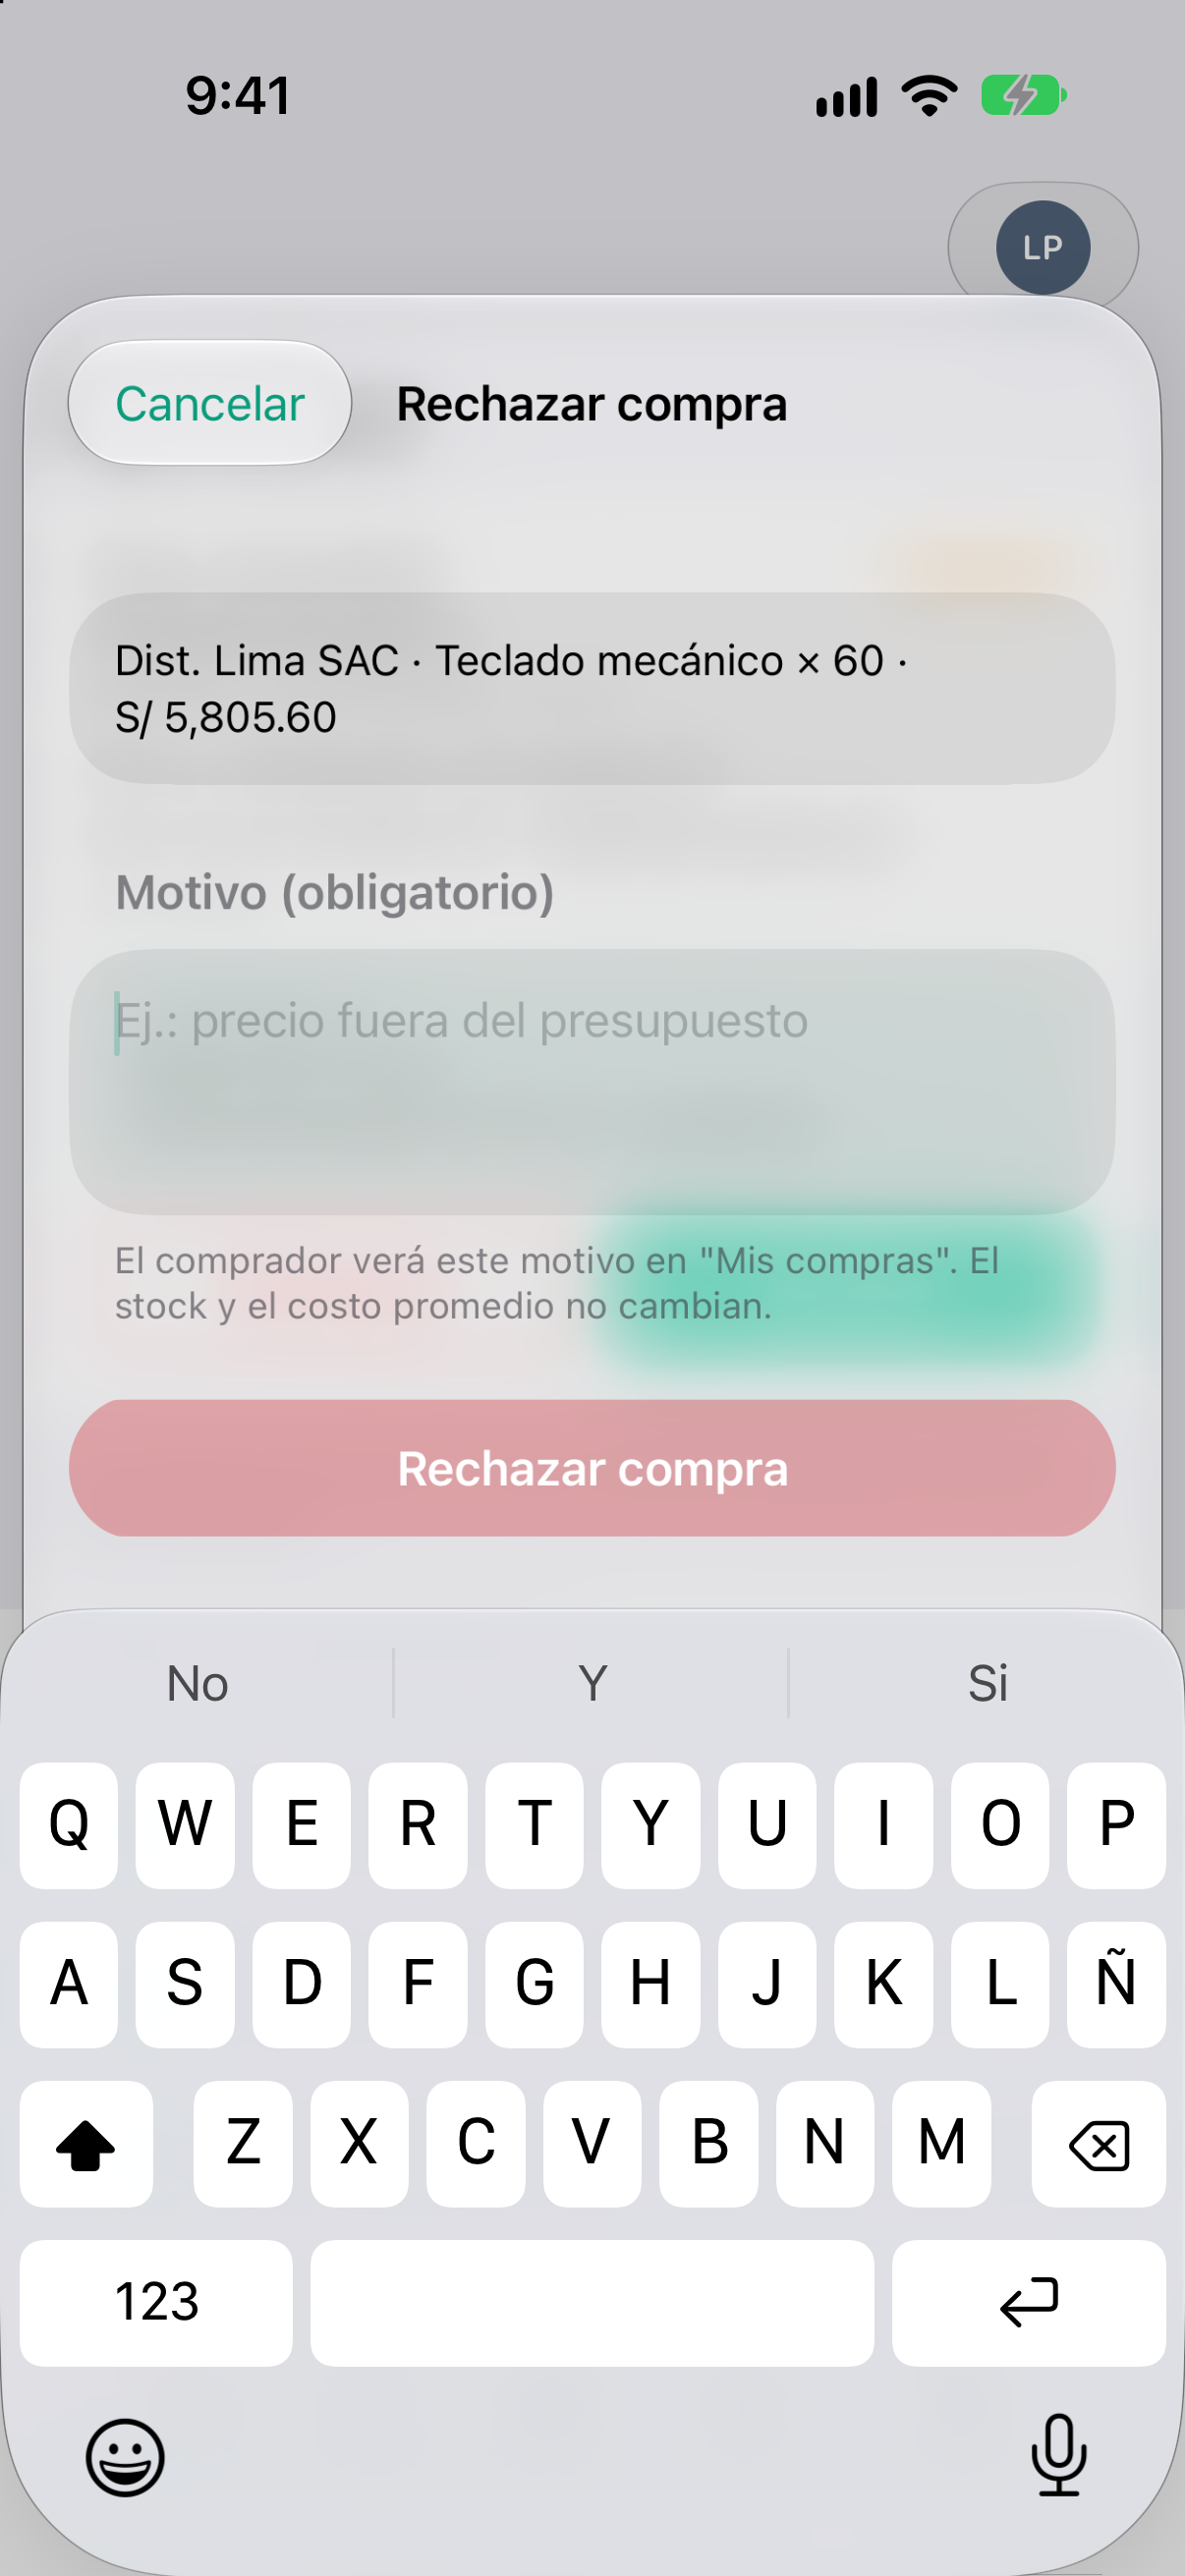 9:41
LP
Cancelar
Rechazar compra
Dist. Lima SAC · Teclado mecánico × 60 ·
S/ 5,805.60
Motivo (obligatorio)
Ej.: precio fuera del presupuesto
El comprador verá este motivo en "Mis compras". El
stock y el costo promedio no cambian.
Rechazar compra
No Y Si
Q W E R T Y U I O P
A S D F G H J K L Ñ
Z X C V B N M
123